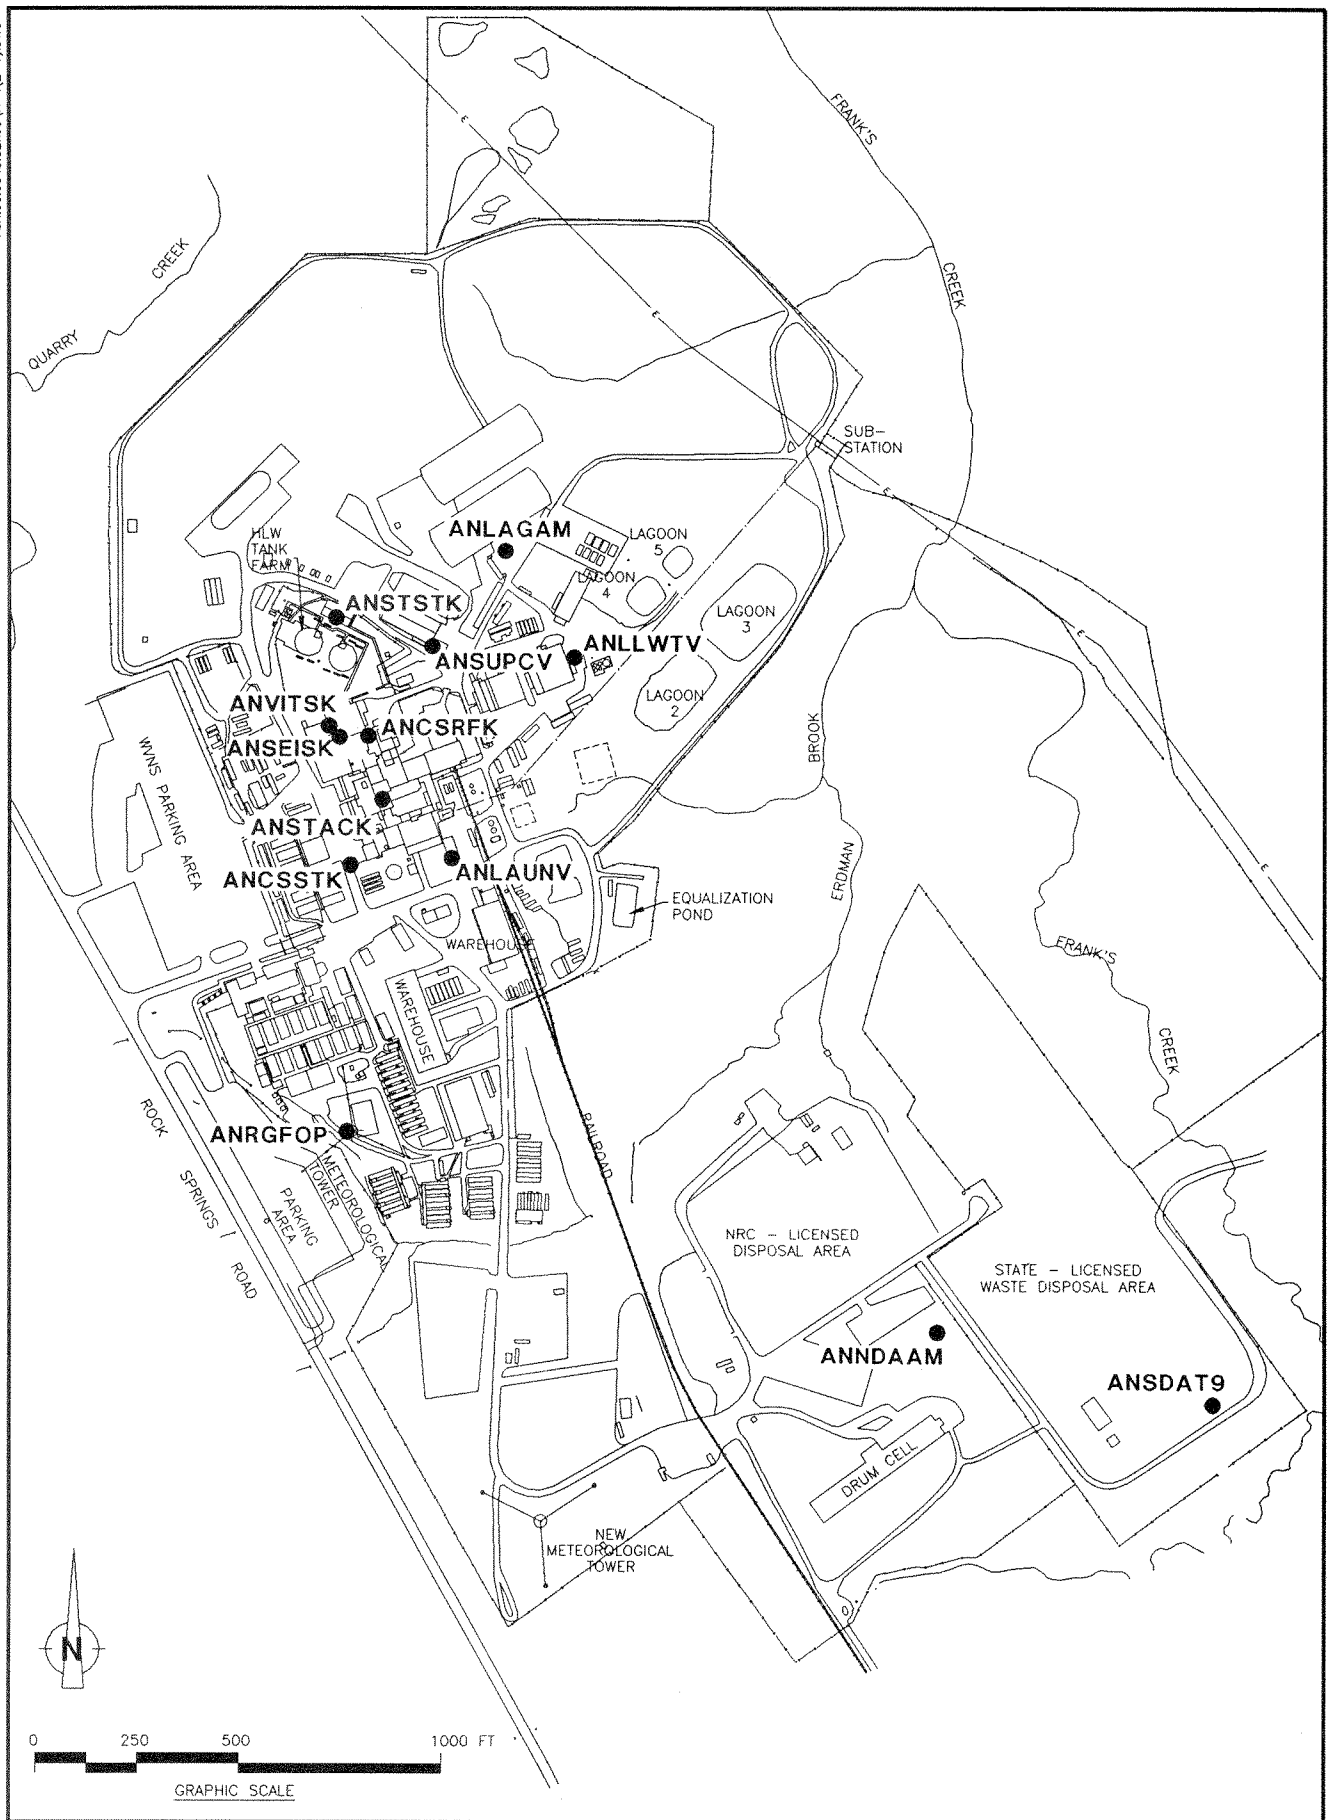 FRANK'S
CREEK
QUARRY
CREEK
SUB-
STATION
HLW
TANK
FARM
ANLAGAM
LAGOON
5
LAGOON
4
LAGOON
3
LAGOON
2
ANSTSTK
ANSUPCV
ANLLWTV
ANVITSK
ANCSRFK
ANSEISK
WVNS PARKING AREA
ANSTACK
ANCSSTK
ANLAUNV
ERDMAN
BROOK
EQUALIZATION
POND
WAREHOUSE
WAREHOUSE
FRANK'S
CREEK
ROCK
SPRINGS
ROAD
ANRGFOP
METEOROLOGICAL
TOWER
PARKING
AREA
RAILROAD
NRC - LICENSED
DISPOSAL AREA
STATE - LICENSED
WASTE DISPOSAL AREA
ANNDAAM
ANSDAT9
DRUM CELL
NEW
METEOROLOGICAL
TOWER
N
0 250 500 1000 FT
GRAPHIC SCALE
E
E
E
E
E